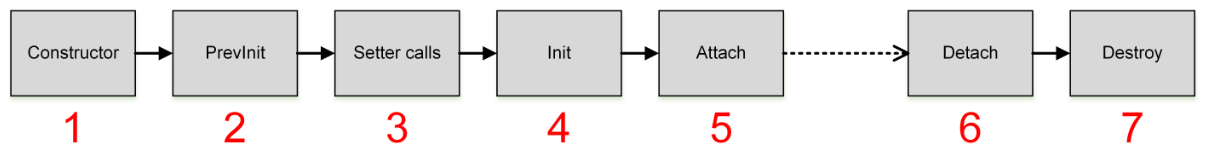 Constructor
PrevInit
Setter calls
Init
Attach
Detach
Destroy
1
2
3
4
5
6
7